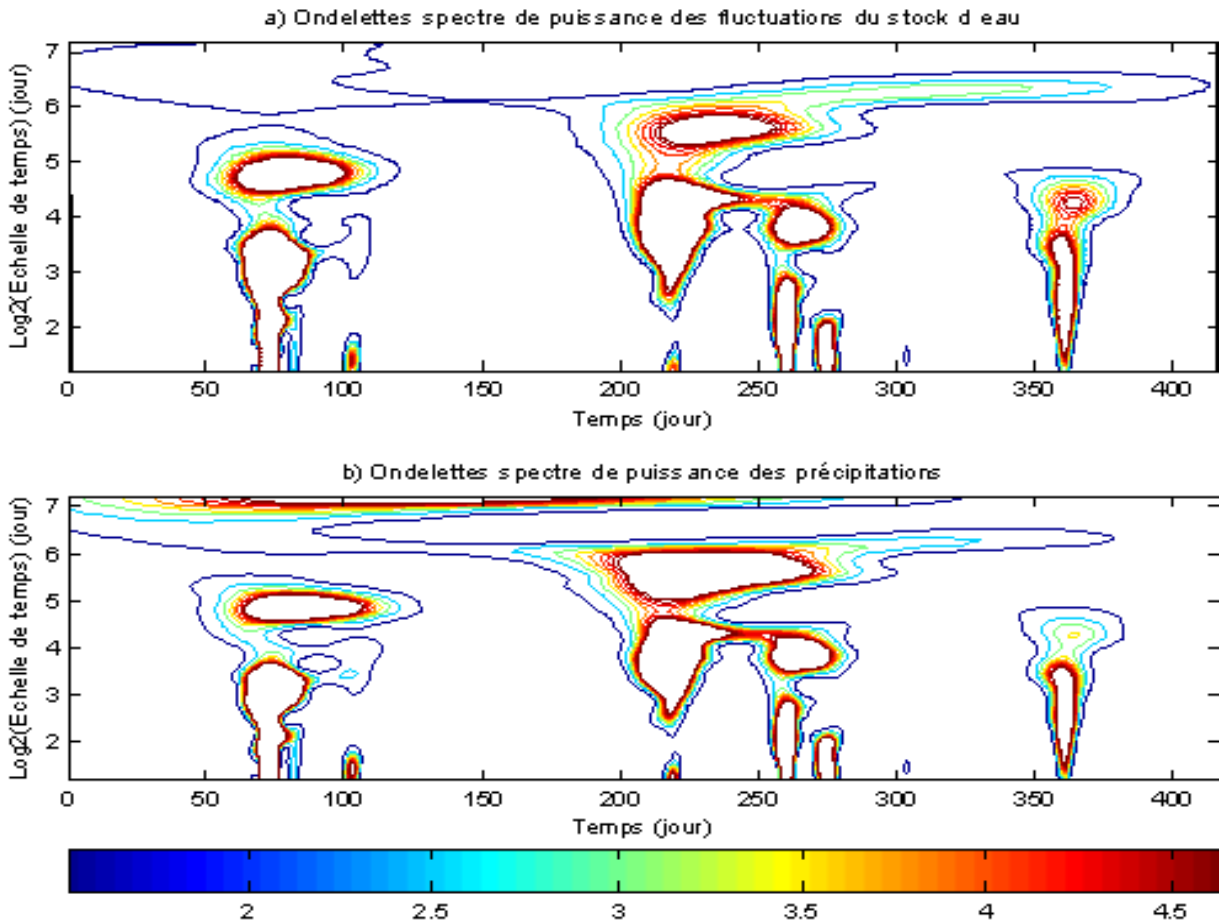 a) Ondelettes spectre de puissance des fluctuations du stock d eau
Log2(Echelle de temps) (jour)
7
6
5
4
3
2
0 50 100 150 200 250 300 350 400
Temps (jour)
b) Ondelettes spectre de puissance des précipitations
Log2(Echelle de temps) (jour)
7
6
5
4
3
2
0 50 100 150 200 250 300 350 400
Temps (jour)
2 2.5 3 3.5 4 4.5